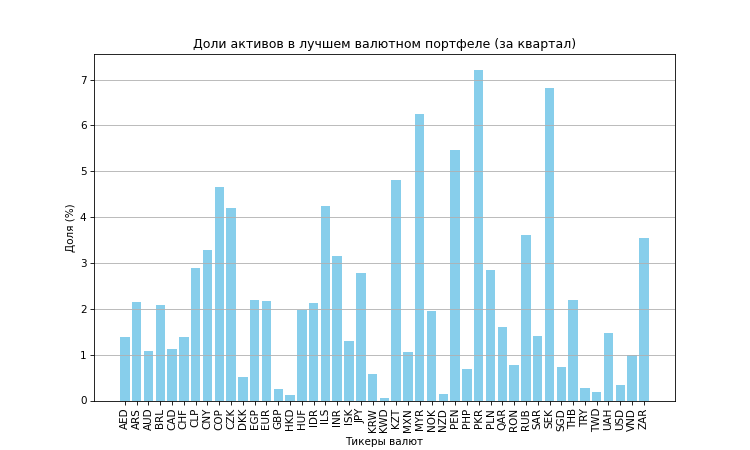 Доли активов в лучшем валютном портфеле (за квартал)
Доля (%)
7
6
5
4
3
2
1
0
AED ARS AUD BRL CAD CHF CLP CNY COP CZK DKK EGP EUR GBP HKD HUF IDR ILS INR ISK JPY KRW KWD KZT MXN MYR NOK NZD PEN PHP PKR PLN QAR RON RUB SAR SEK SGD THB TRY TWD UAH USD VND ZAR
Тикеры валют